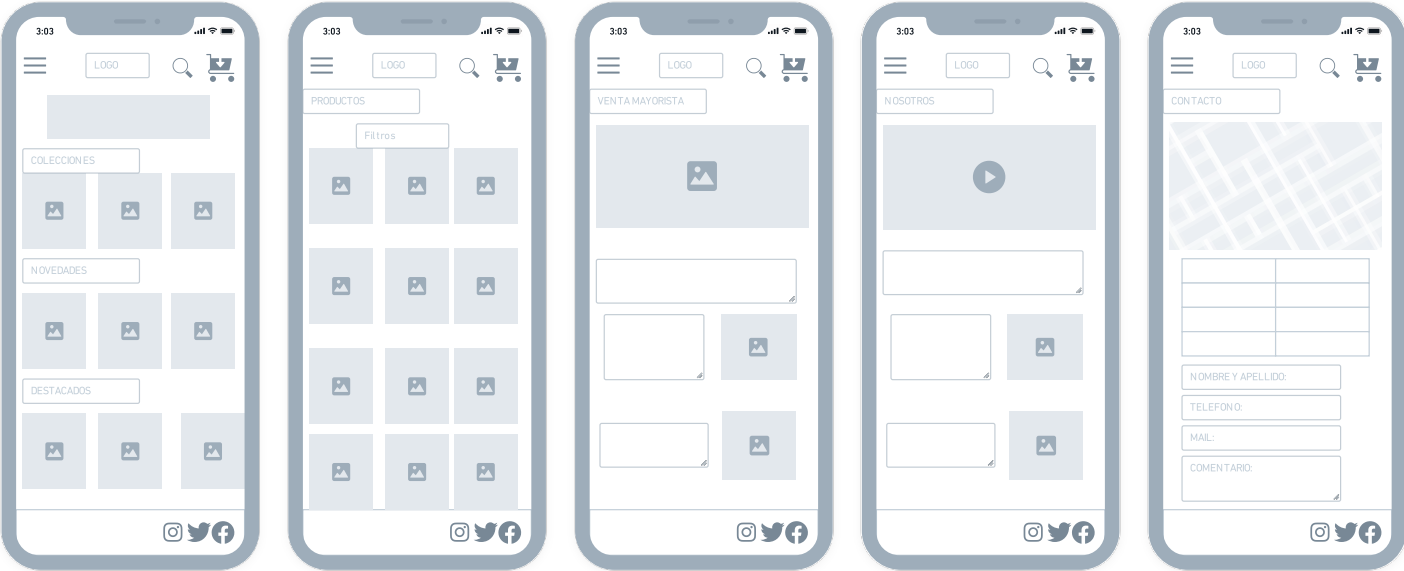 3:03
LOGO
COLECCIONES
NOVEDADES
DESTACADOS
3:03
LOGO
PRODUCTOS
Filtros
3:03
LOGO
VENTA MAYORISTA
3:03
LOGO
NOSOTROS
3:03
LOGO
CONTACTO
NOMBRE Y APELLIDO:
TELEFONO:
MAIL:
COMENTARIO: